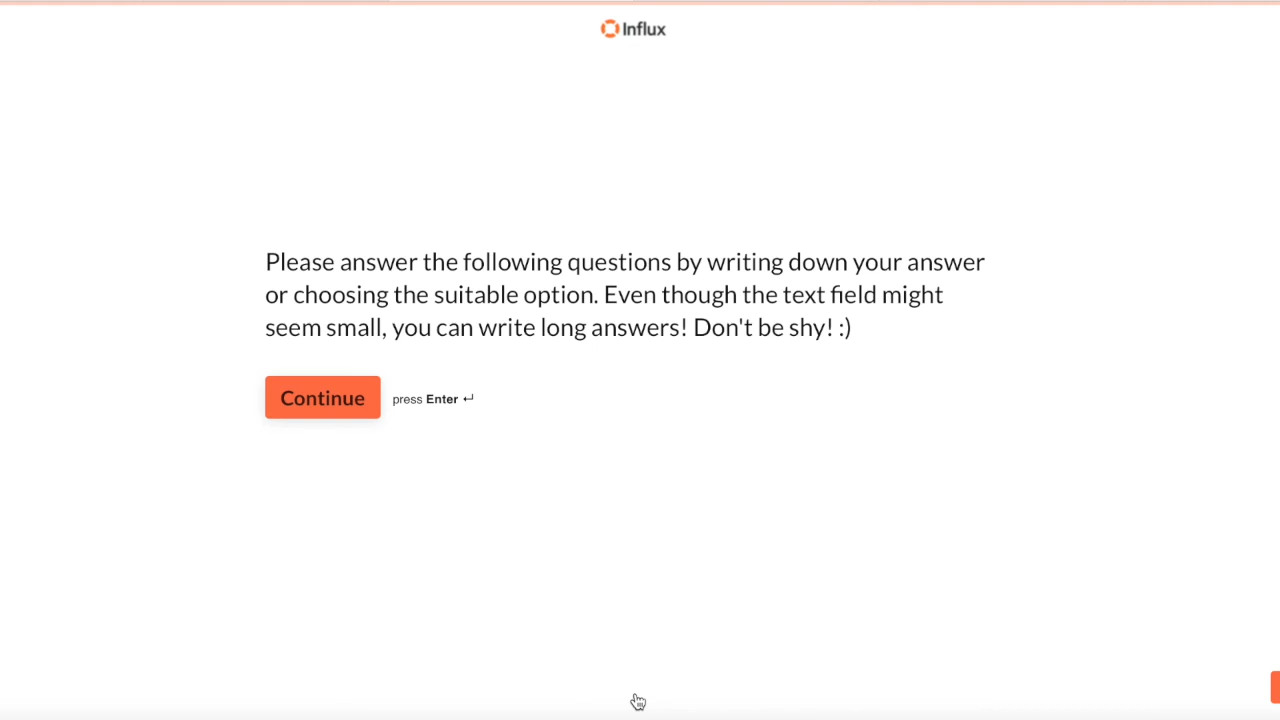 Influx
Please answer the following questions by writing down your answer
or choosing the suitable option. Even though the text field might
seem small, you can write long answers! Don't be shy! :)
Continue press Enter ↵